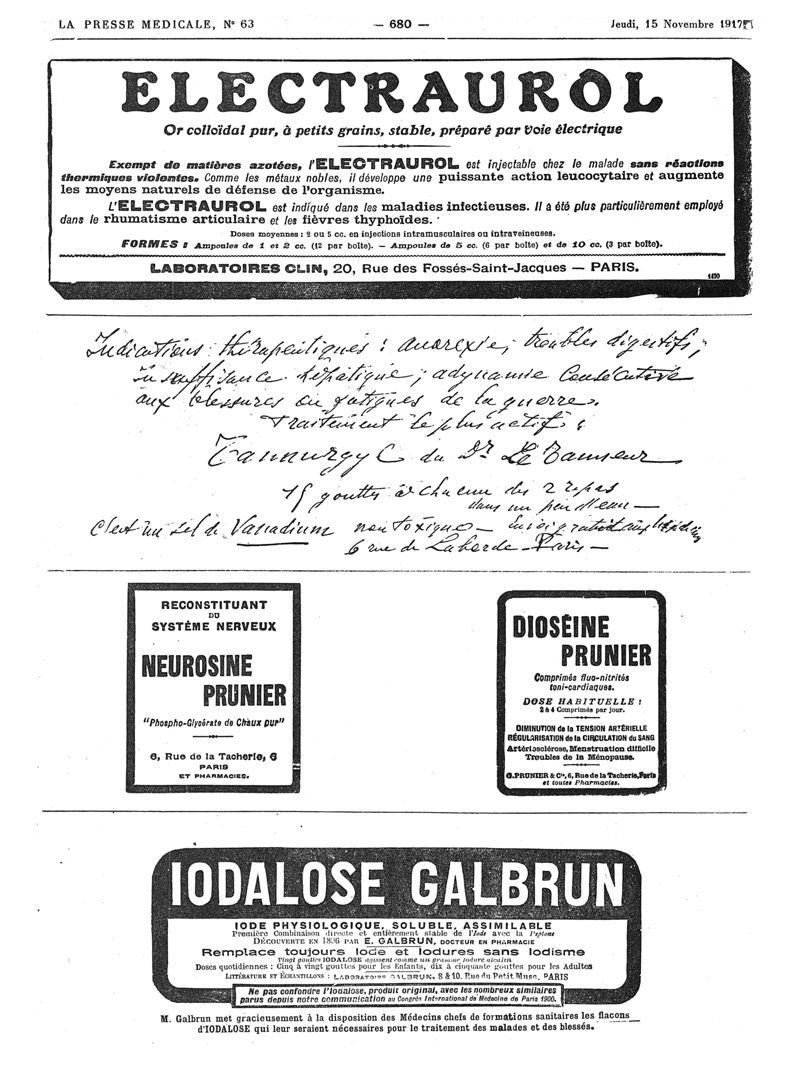 LA PRESSE MEDICALE, N° 63 — 680 — Jeudi, 15 Novembre 1917
ELECTRAUROL
Or colloïdal pur, à petits grains, stable, préparé par voie électrique
Exempt de matières azotées, l'ELECTRAUROL est injectable chez le malade sans réactions
thermiques violentes. Comme les métaux nobles, il développe une puissante action leucocytaire et augmente
les moyens naturels de défense de l'organisme.
L'ELECTRAUROL est indiqué dans les maladies infectieuses. Il a été plus particulièrement employé
dans le rhumatisme articulaire et les fièvres thyphoïdes.
Doses moyennes : 2 ou 5 cc. en injections intramusculaires ou intraveineuses.
FORMES : Ampoules de 1 et 2 cc. (12 par boîte). — Ampoules de 5 cc. (6 par boîte) et de 10 cc. (3 par boîte).
LABORATOIRES CLIN, 20, Rue des Fossés-Saint-Jacques — PARIS.
Indications thérapeutiques : anorexie, troubles digestifs,
insuffisance hépatique ; adynamie consécutive
aux blessures ou fatigues de la guerre.
Traitement le plus actif :
Tannurgyl du Dr Le Tanneur
15 gouttes à chacun des 2 repas
dans un peu d'eau —
C'est un sel de Vanadium non toxique — Envoi gratuit aux
6 rue de Laborde — Paris —
RECONSTITUANT
DU
SYSTÈME NERVEUX
NEUROSINE
PRUNIER
"Phospho-Glycérate de Chaux pur"
6, Rue de la Tacherie, 6
PARIS
ET PHARMACIES.
DIOSÉINE
PRUNIER
Comprimés fluo-nitrités
toni-cardiaques.
DOSE HABITUELLE :
2 à 4 Comprimés par jour.
DIMINUTION de la TENSION ARTÉRIELLE
RÉGULARISATION de la CIRCULATION du SANG
Artériosclérose, Menstruation difficile
Troubles de la Ménopause.
G. PRUNIER & Cie, 6, Rue de la Tacherie, Paris
et toutes Pharmacies.
IODALOSE GALBRUN
IODE PHYSIOLOGIQUE, SOLUBLE, ASSIMILABLE
Première Combinaison directe et entièrement stable de l'Iode avec la Peptone
DÉCOUVERTE EN 1896 PAR E. GALBRUN, DOCTEUR EN PHARMACIE
Remplace toujours Iode et Iodures sans Iodisme
Vingt gouttes IODALOSE agissent comme un gramme iodure alcalin
Doses quotidiennes : Cinq à vingt gouttes pour les Enfants, dix à cinquante gouttes pour les Adultes
LITTÉRATURE ET ÉCHANTILLONS : LABORATOIRE GALBRUN, 8 & 10, Rue du Petit Musc, PARIS
Ne pas confondre l'Iodalose, produit original, avec les nombreux similaires
parus depuis notre communication au Congrès International de Médecine de Paris 1900.
M. Galbrun met gracieusement à la disposition des Médecins chefs de formations sanitaires les flacons
d'IODALOSE qui leur seraient nécessaires pour le traitement des malades et des blessés.